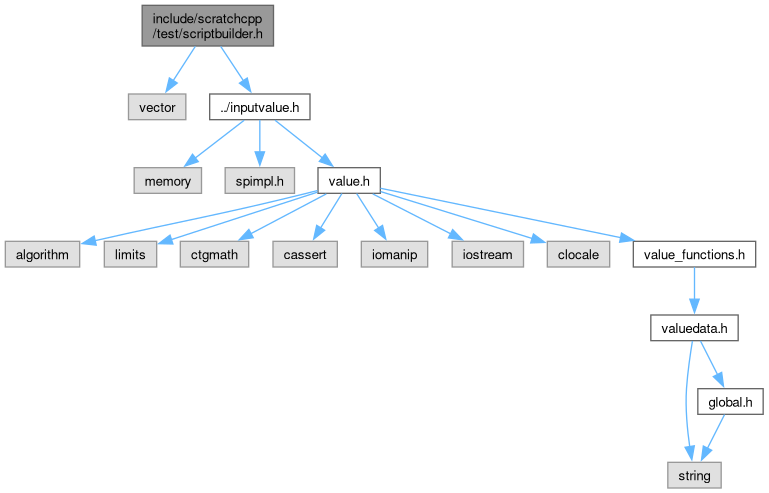 include/scratchcpp
/test/scriptbuilder.h
vector
../inputvalue.h
memory
spimpl.h
value.h
algorithm
limits
ctgmath
cassert
iomanip
iostream
clocale
value_functions.h
valuedata.h
global.h
string